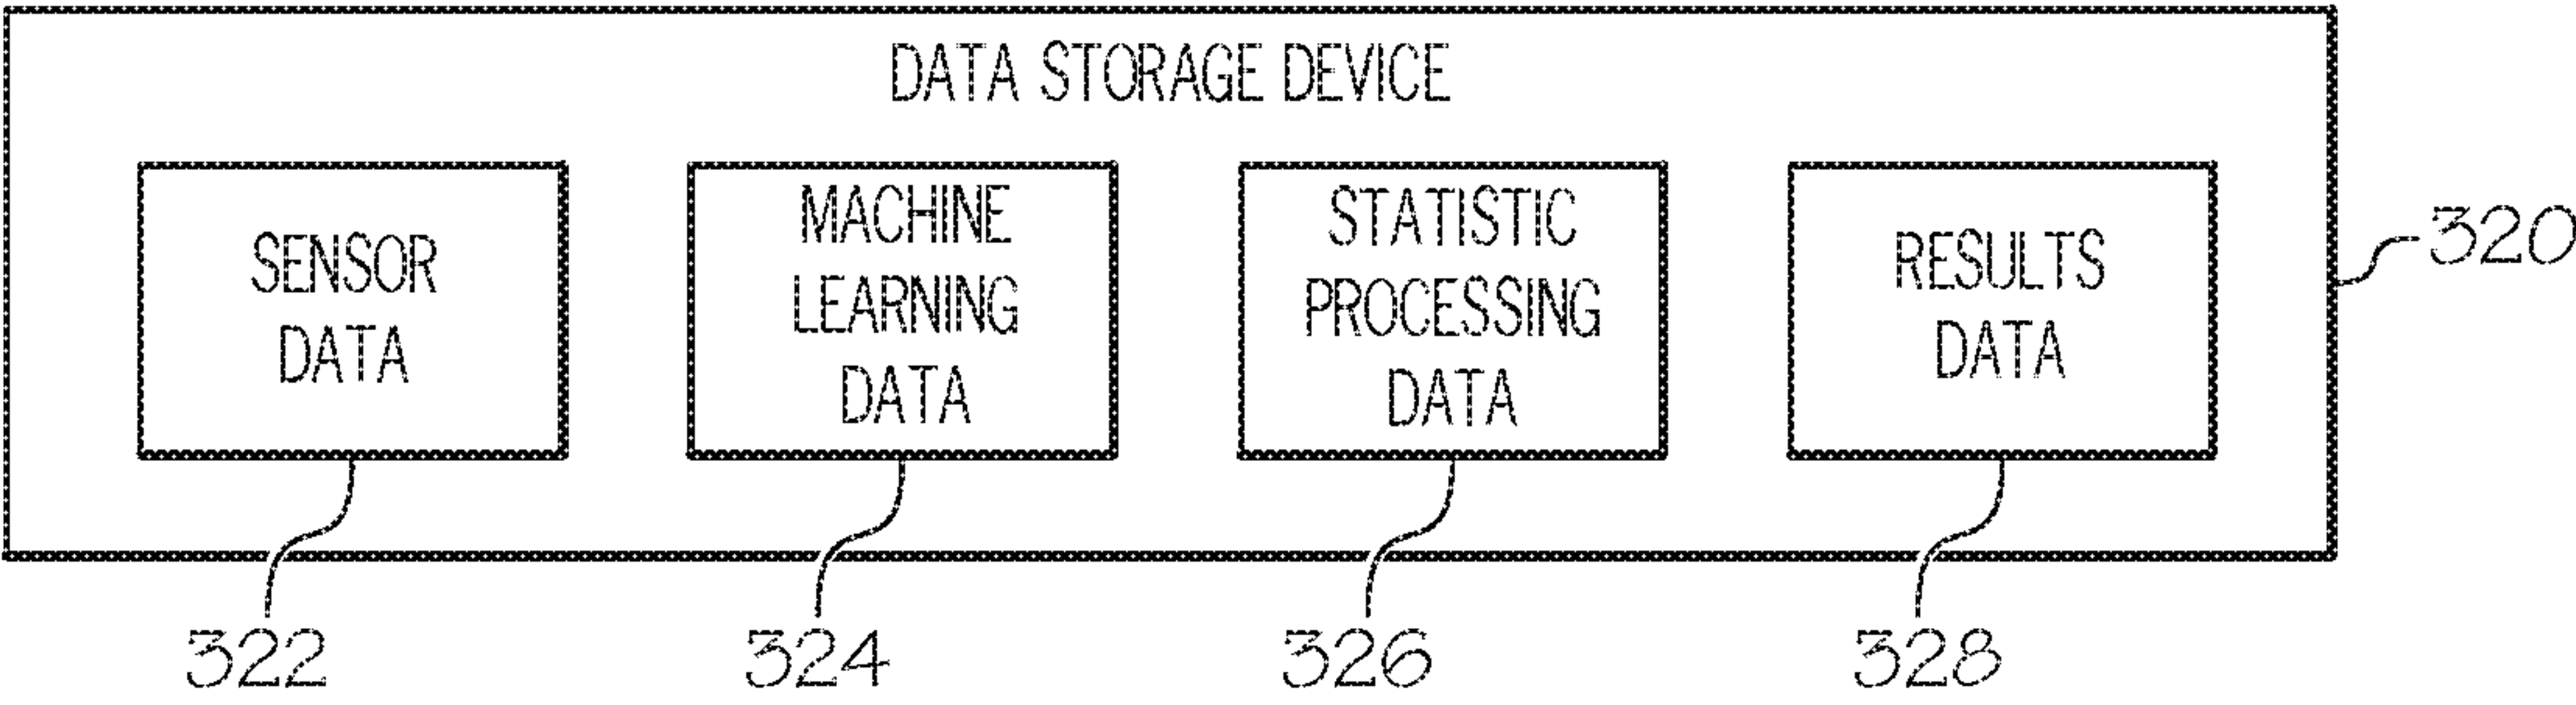 DATA STORAGE DEVICE
SENSOR
DATA
MACHINE
LEARNING
DATA
STATISTIC
PROCESSING
DATA
RESULTS
DATA
320
322
324
326
328